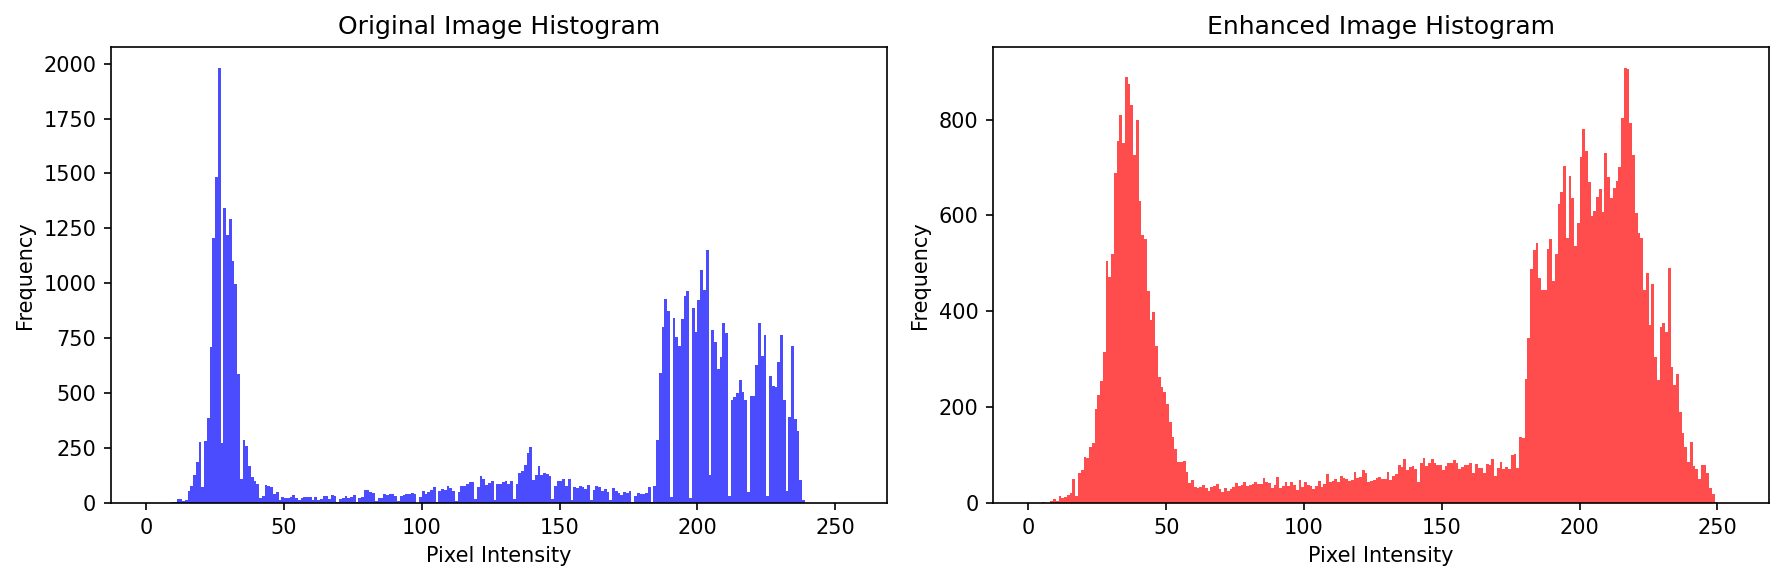 Original Image Histogram
Enhanced Image Histogram
Frequency
2000
1750
1500
1250
1000
750
500
250
0
0 50 100 150 200 250
Pixel Intensity
Frequency
800
600
400
200
0
0 50 100 150 200 250
Pixel Intensity